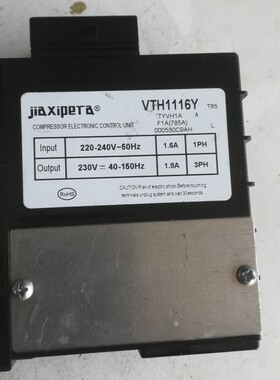 jiaxipera® VTH1116Y T85
COMPRESSOR ELECTRONIC CONTROL UNIT
TYVH1A A
F1A(785A)
000530C9AH L
Input 220-240V~50Hz 1.6A 1PH
Output 230V = 40-150Hz 1.8A 3PH
RoHS
CAUTION:Risk of electric shock.Before touching
terminals unplug system and wait 30seconds.